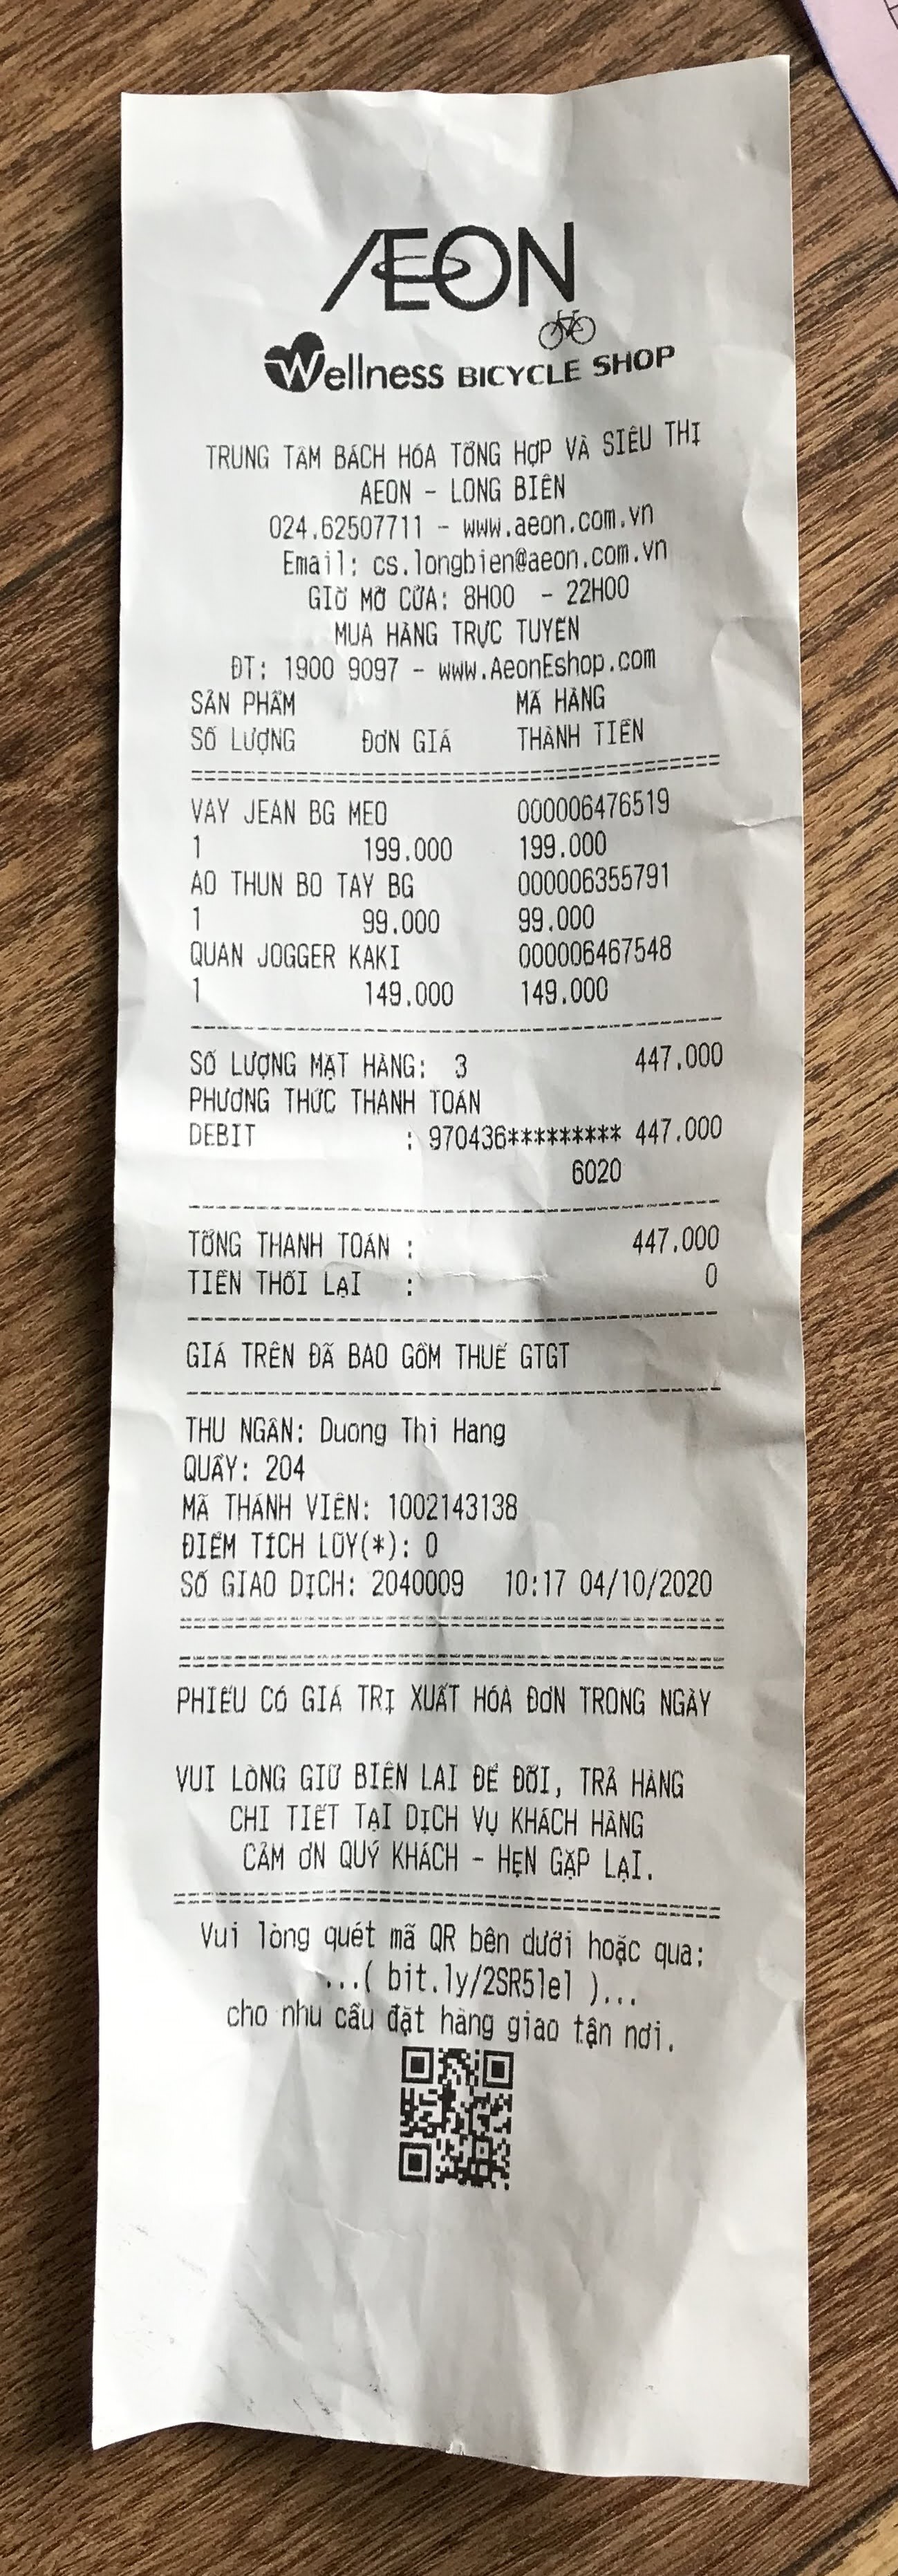 ÆON
Wellness BICYCLE SHOP
TRUNG TÂM BÁCH HÓA TỔNG HỢP VÀ SIÊU THỊ
AEON - LONG BIÊN
024.62507711 - www.aeon.com.vn
Email: cs.longbien@aeon.com.vn
GIỜ MỞ CỬA: 8H00 - 22H00
MUA HÀNG TRỰC TUYẾN
ĐT: 1900 9097 - www.AeonEshop.com
SẢN PHẨM MÃ HÀNG
SỐ LƯỢNG ĐƠN GIÁ THÀNH TIỀN
VAY JEAN BG MEO 000006476519
1 199.000 199.000
AO THUN BO TAY BG 000006355791
1 99.000 99.000
QUAN JOGGER KAKI 000006467548
1 149.000 149.000
SỐ LƯỢNG MẶT HÀNG: 3 447.000
PHƯƠNG THỨC THANH TOÁN
DEBIT : 970436********* 447.000
6020
TỔNG THANH TOÁN : 447.000
TIỀN THỐI LẠI : 0
GIÁ TRÊN ĐÃ BAO GỒM THUẾ GTGT
THU NGÂN: Duong Thi Hang
QUẦY: 204
MÃ THÀNH VIÊN: 1002143138
ĐIỂM TÍCH LŨY(*): 0
SỐ GIAO DỊCH: 2040009 10:17 04/10/2020
PHIẾU CÓ GIÁ TRỊ XUẤT HÓA ĐƠN TRONG NGÀY
VUI LÒNG GIỮ BIÊN LAI ĐỂ ĐỔI, TRẢ HÀNG
CHI TIẾT TẠI DỊCH VỤ KHÁCH HÀNG
CẢM ƠN QUÝ KHÁCH - HẸN GẶP LẠI.
Vui lòng quét mã QR bên dưới hoặc qua:
...( bit.ly/2SR51e1 )...
cho nhu cầu đặt hàng giao tận nơi.